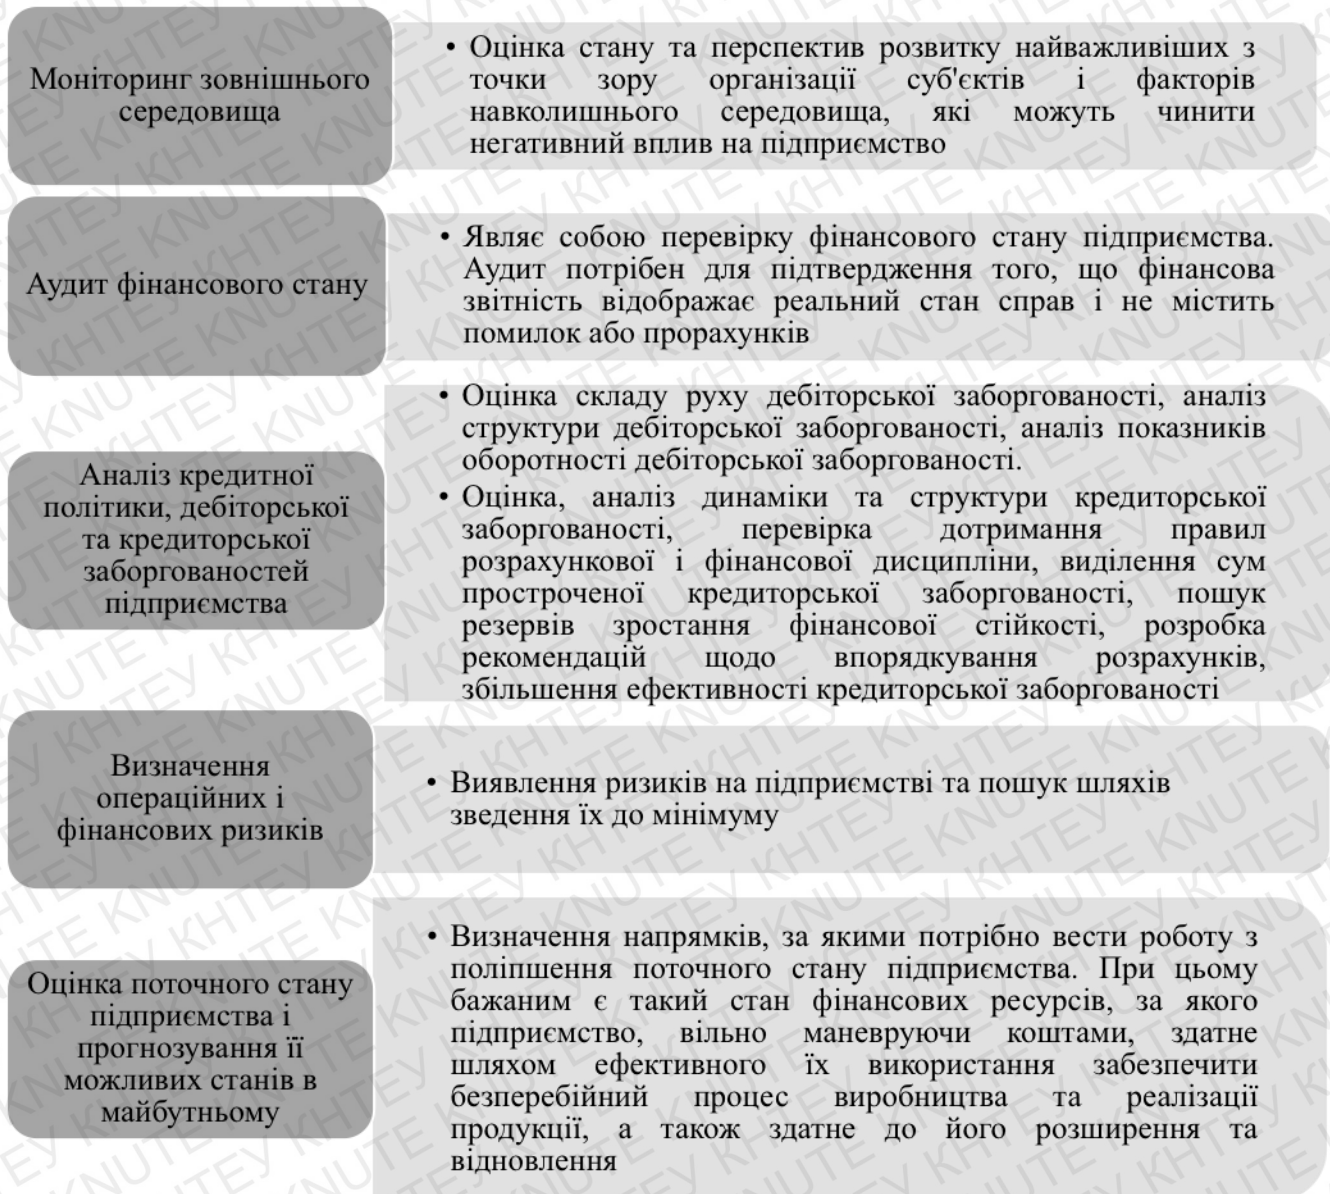 Моніторинг зовнішнього
середовища
• Оцінка стану та перспектив розвитку найважливіших з
точки зору організації суб'єктів і факторів
навколишнього середовища, які можуть чинити
негативний вплив на підприємство
Аудит фінансового стану
• Являє собою перевірку фінансового стану підприємства.
Аудит потрібен для підтвердження того, що фінансова
звітність відображає реальний стан справ і не містить
помилок або прорахунків
Аналіз кредитної
політики, дебіторської
та кредиторської
заборгованостей
підприємства
• Оцінка складу руху дебіторської заборгованості, аналіз
структури дебіторської заборгованості, аналіз показників
оборотності дебіторської заборгованості.
• Оцінка, аналіз динаміки та структури кредиторської
заборгованості, перевірка дотримання правил
розрахункової і фінансової дисципліни, виділення сум
простроченої кредиторської заборгованості, пошук
резервів зростання фінансової стійкості, розробка
рекомендацій щодо впорядкування розрахунків,
збільшення ефективності кредиторської заборгованості
Визначення
операційних і
фінансових ризиків
• Виявлення ризиків на підприємстві та пошук шляхів
зведення їх до мінімуму
Оцінка поточного стану
підприємства і
прогнозування її
можливих станів в
майбутньому
• Визначення напрямків, за якими потрібно вести роботу з
поліпшення поточного стану підприємства. При цьому
бажаним є такий стан фінансових ресурсів, за якого
підприємство, вільно маневруючи коштами, здатне
шляхом ефективного їх використання забезпечити
безперебійний процес виробництва та реалізації
продукції, а також здатне до його розширення та
відновлення